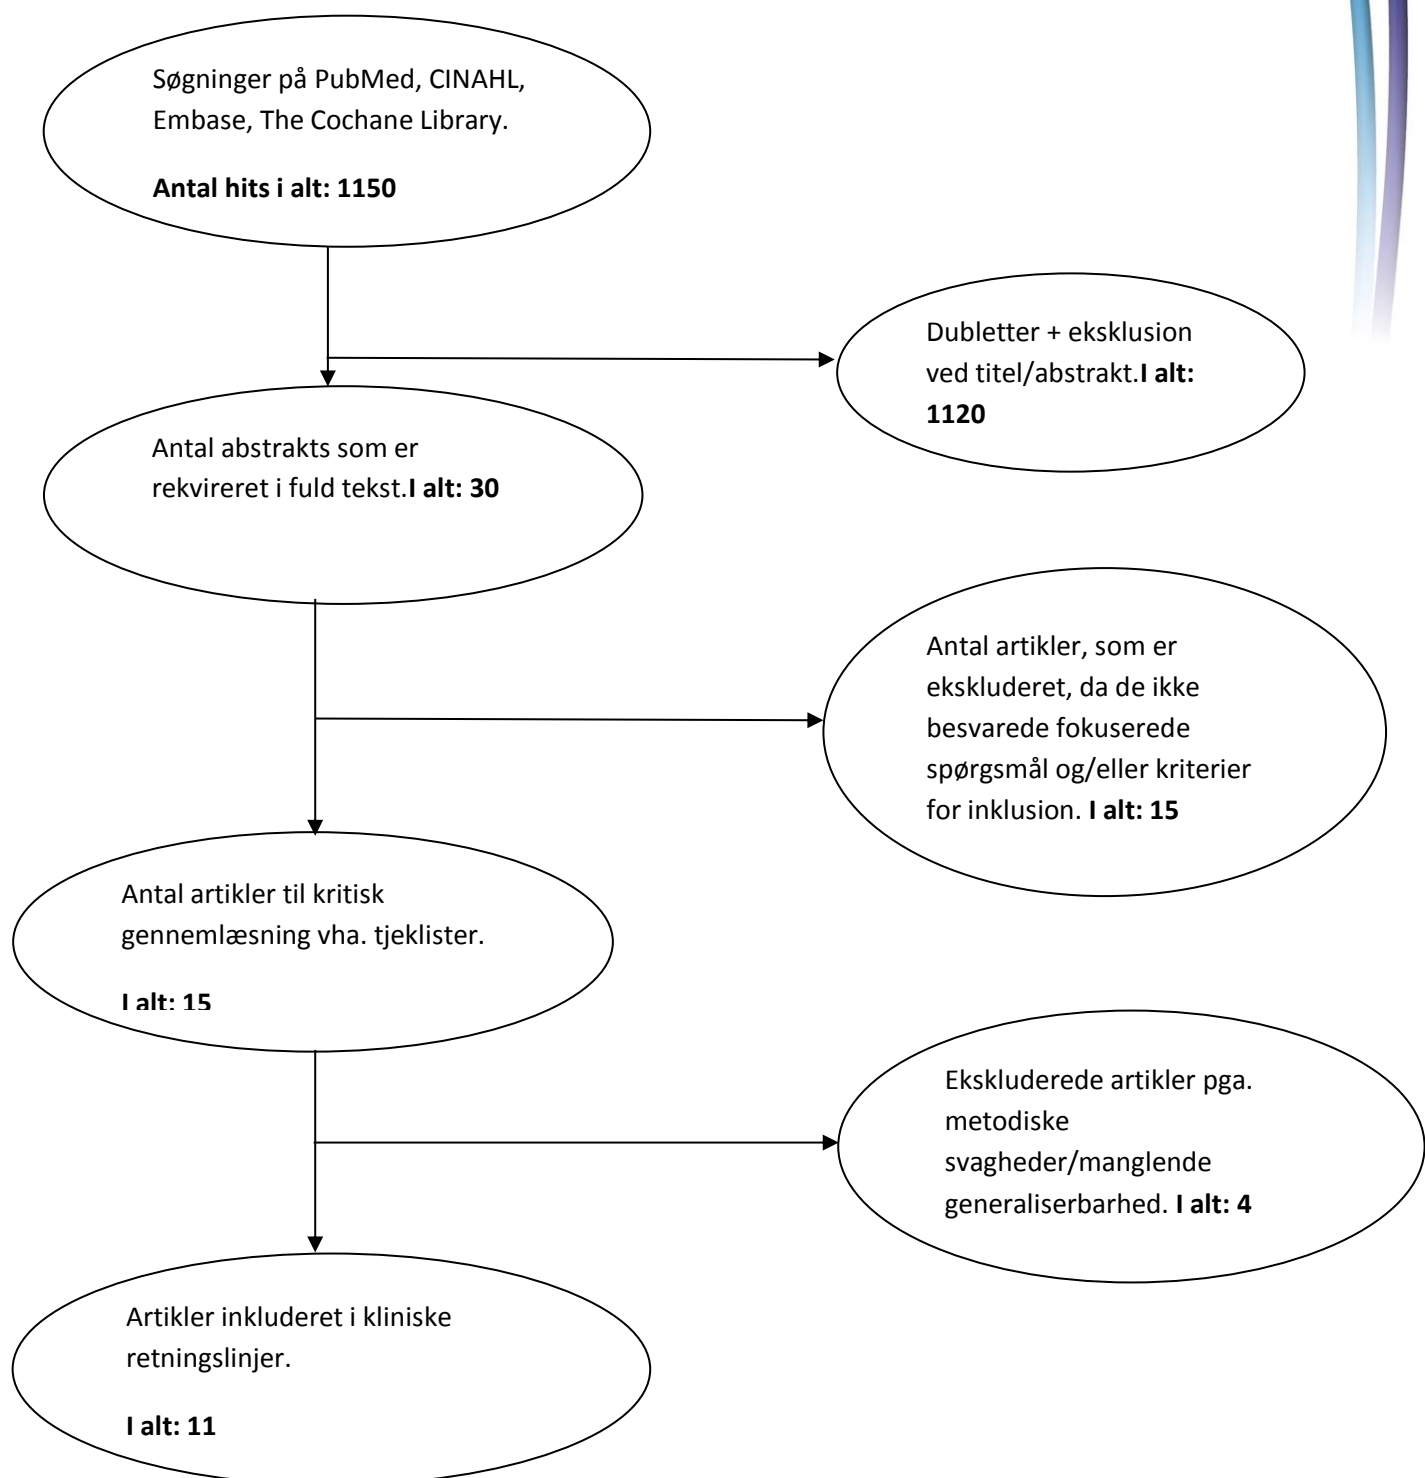 Søgninger på PubMed, CINAHL,
Embase, The Cochane Library.
Antal hits i alt: 1150
Dubletter + eksklusion
ved titel/abstrakt.I alt:
1120
Antal abstrakts som er
rekvireret i fuld tekst.I alt: 30
Antal artikler, som er
ekskluderet, da de ikke
besvarede fokuserede
spørgsmål og/eller kriterier
for inklusion. I alt: 15
Antal artikler til kritisk
gennemlæsning vha. tjeklister.
I alt: 15
Ekskluderede artikler pga.
metodiske
svagheder/manglende
generaliserbarhed. I alt: 4
Artikler inkluderet i kliniske
retningslinjer.
I alt: 11